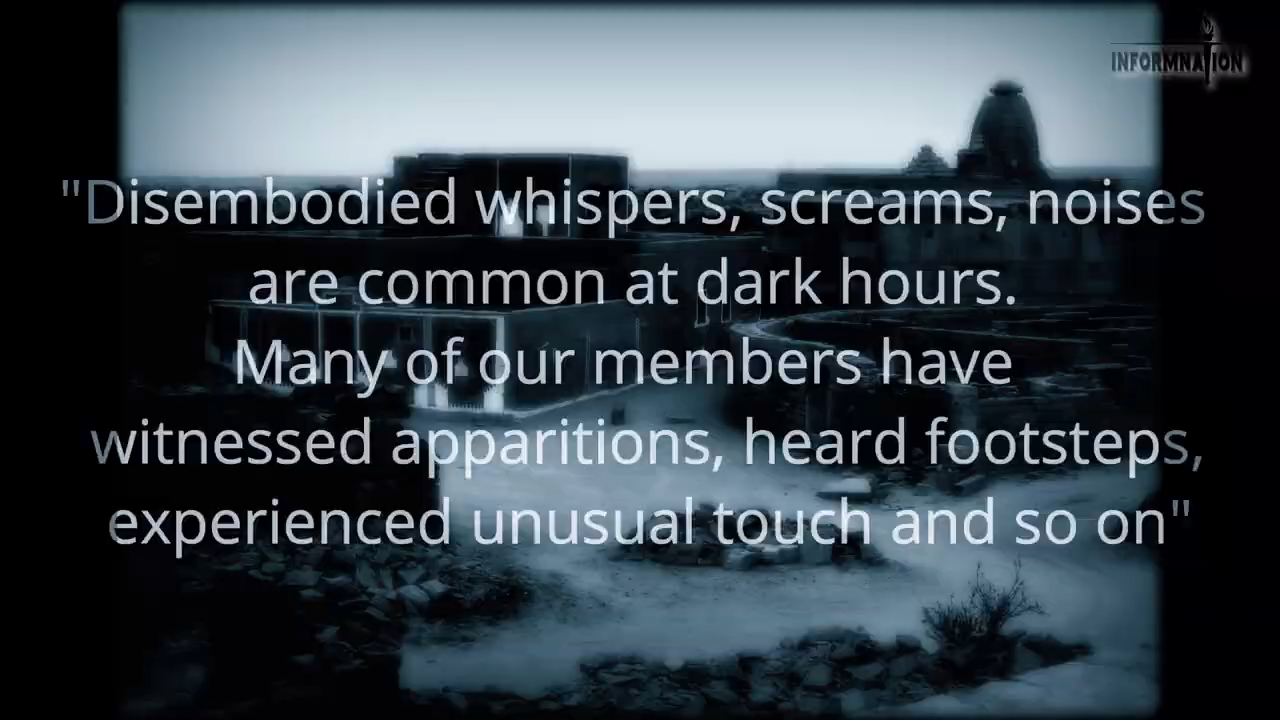 INFORMNATION
"Disembodied whispers, screams, noises
are common at dark hours.
Many of our members have
witnessed apparitions, heard footsteps,
experienced unusual touch and so on"